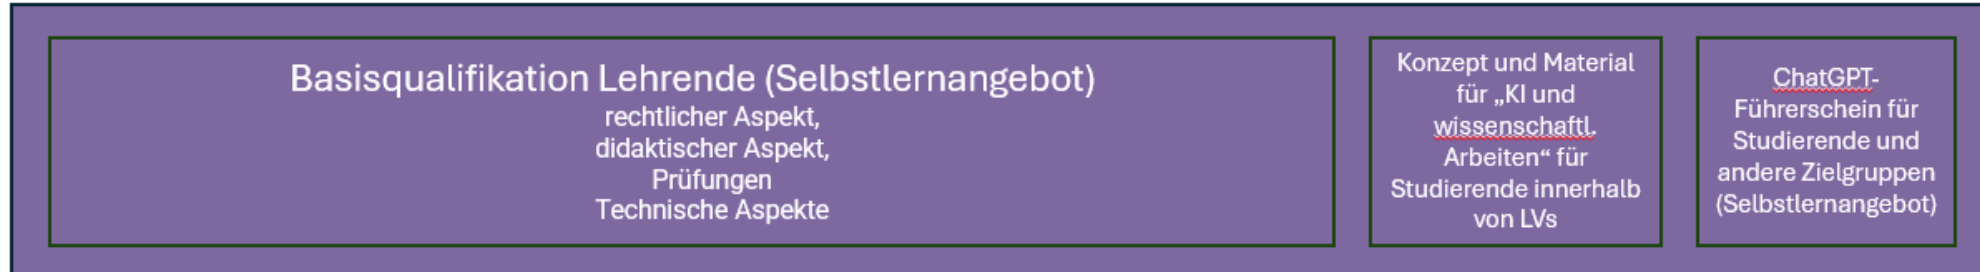 Basisqualifikation Lehrende (Selbstlernangebot)
rechtlicher Aspekt,
didaktischer Aspekt,
Prüfungen
Technische Aspekte
Konzept und Material
für „KI und
wissenschaftl.
Arbeiten“ für
Studierende innerhalb
von LVs
ChatGPT-
Führerschein für
Studierende und
andere Zielgruppen
(Selbstlernangebot)